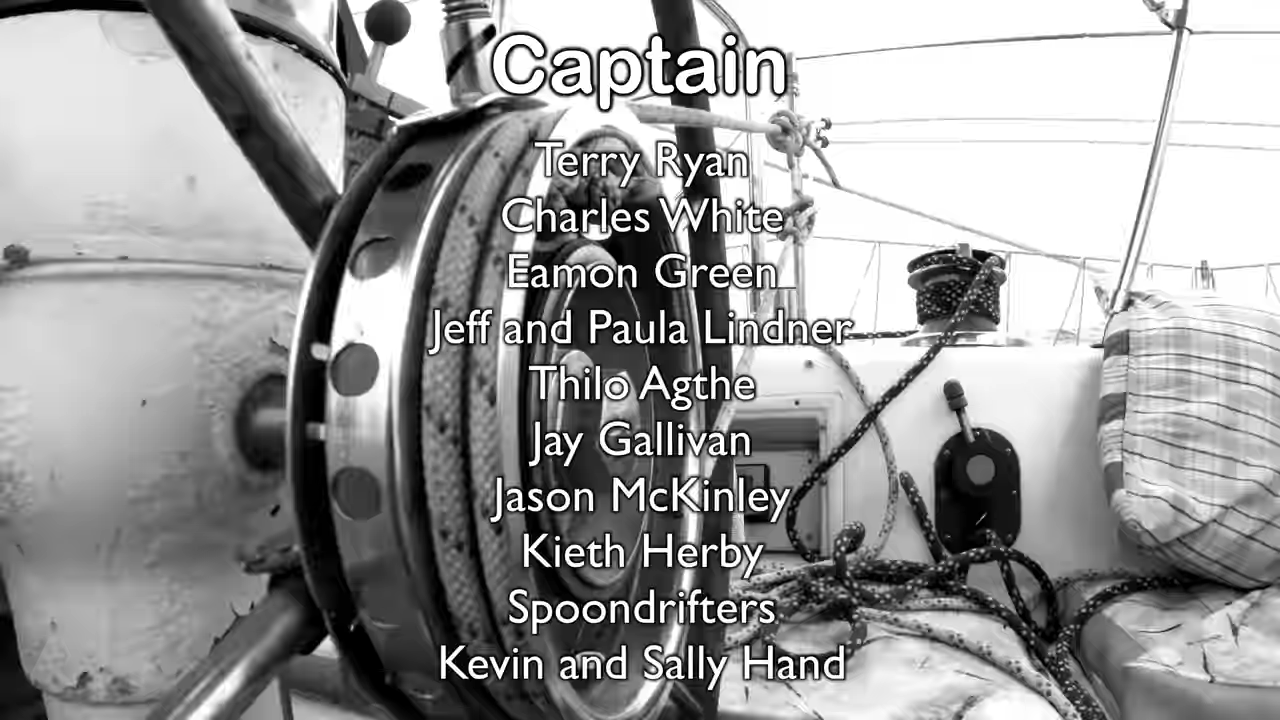 Captain
Terry Ryan
Charles White
Eamon Green
Jeff and Paula Lindner
Thilo Agthe
Jay Gallivan
Jason McKinley
Kieth Herby
Spoondrifters
Kevin and Sally Hand